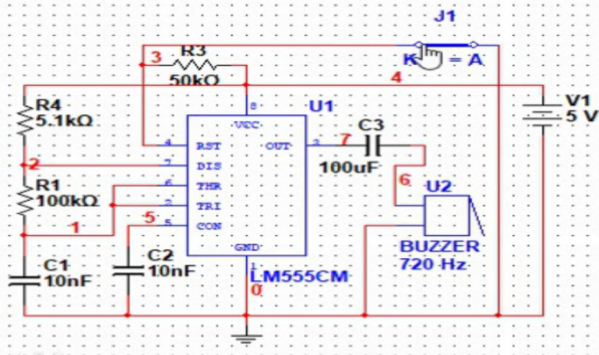 J1
K = A
3
R3
50kΩ
4
R4
5.1kΩ
8
VCC
U1
V1
5 V
C3
7
100uF
4
RST
OUT
3
2
7
DIS
R1
100kΩ
6
THR
2
TRI
6
U2
1
5
5
CON
BUZZER
720 Hz
C1
10nF
C2
10nF
GND
1
LM555CM
0